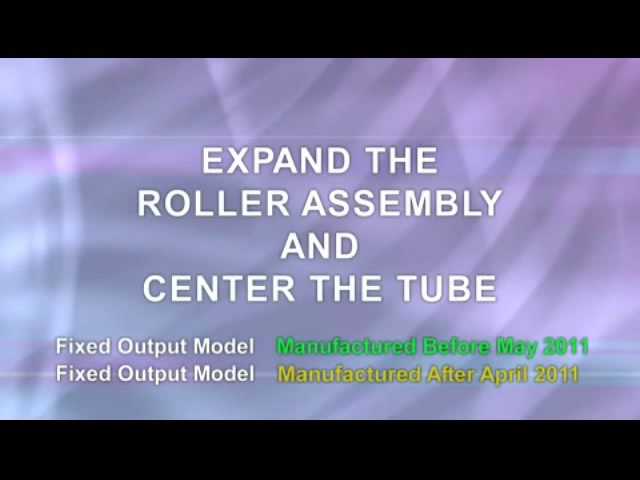 EXPAND THE
ROLLER ASSEMBLY
AND
CENTER THE TUBE
Fixed Output Model Manufactured Before May 2011
Fixed Output Model Manufactured After April 2011